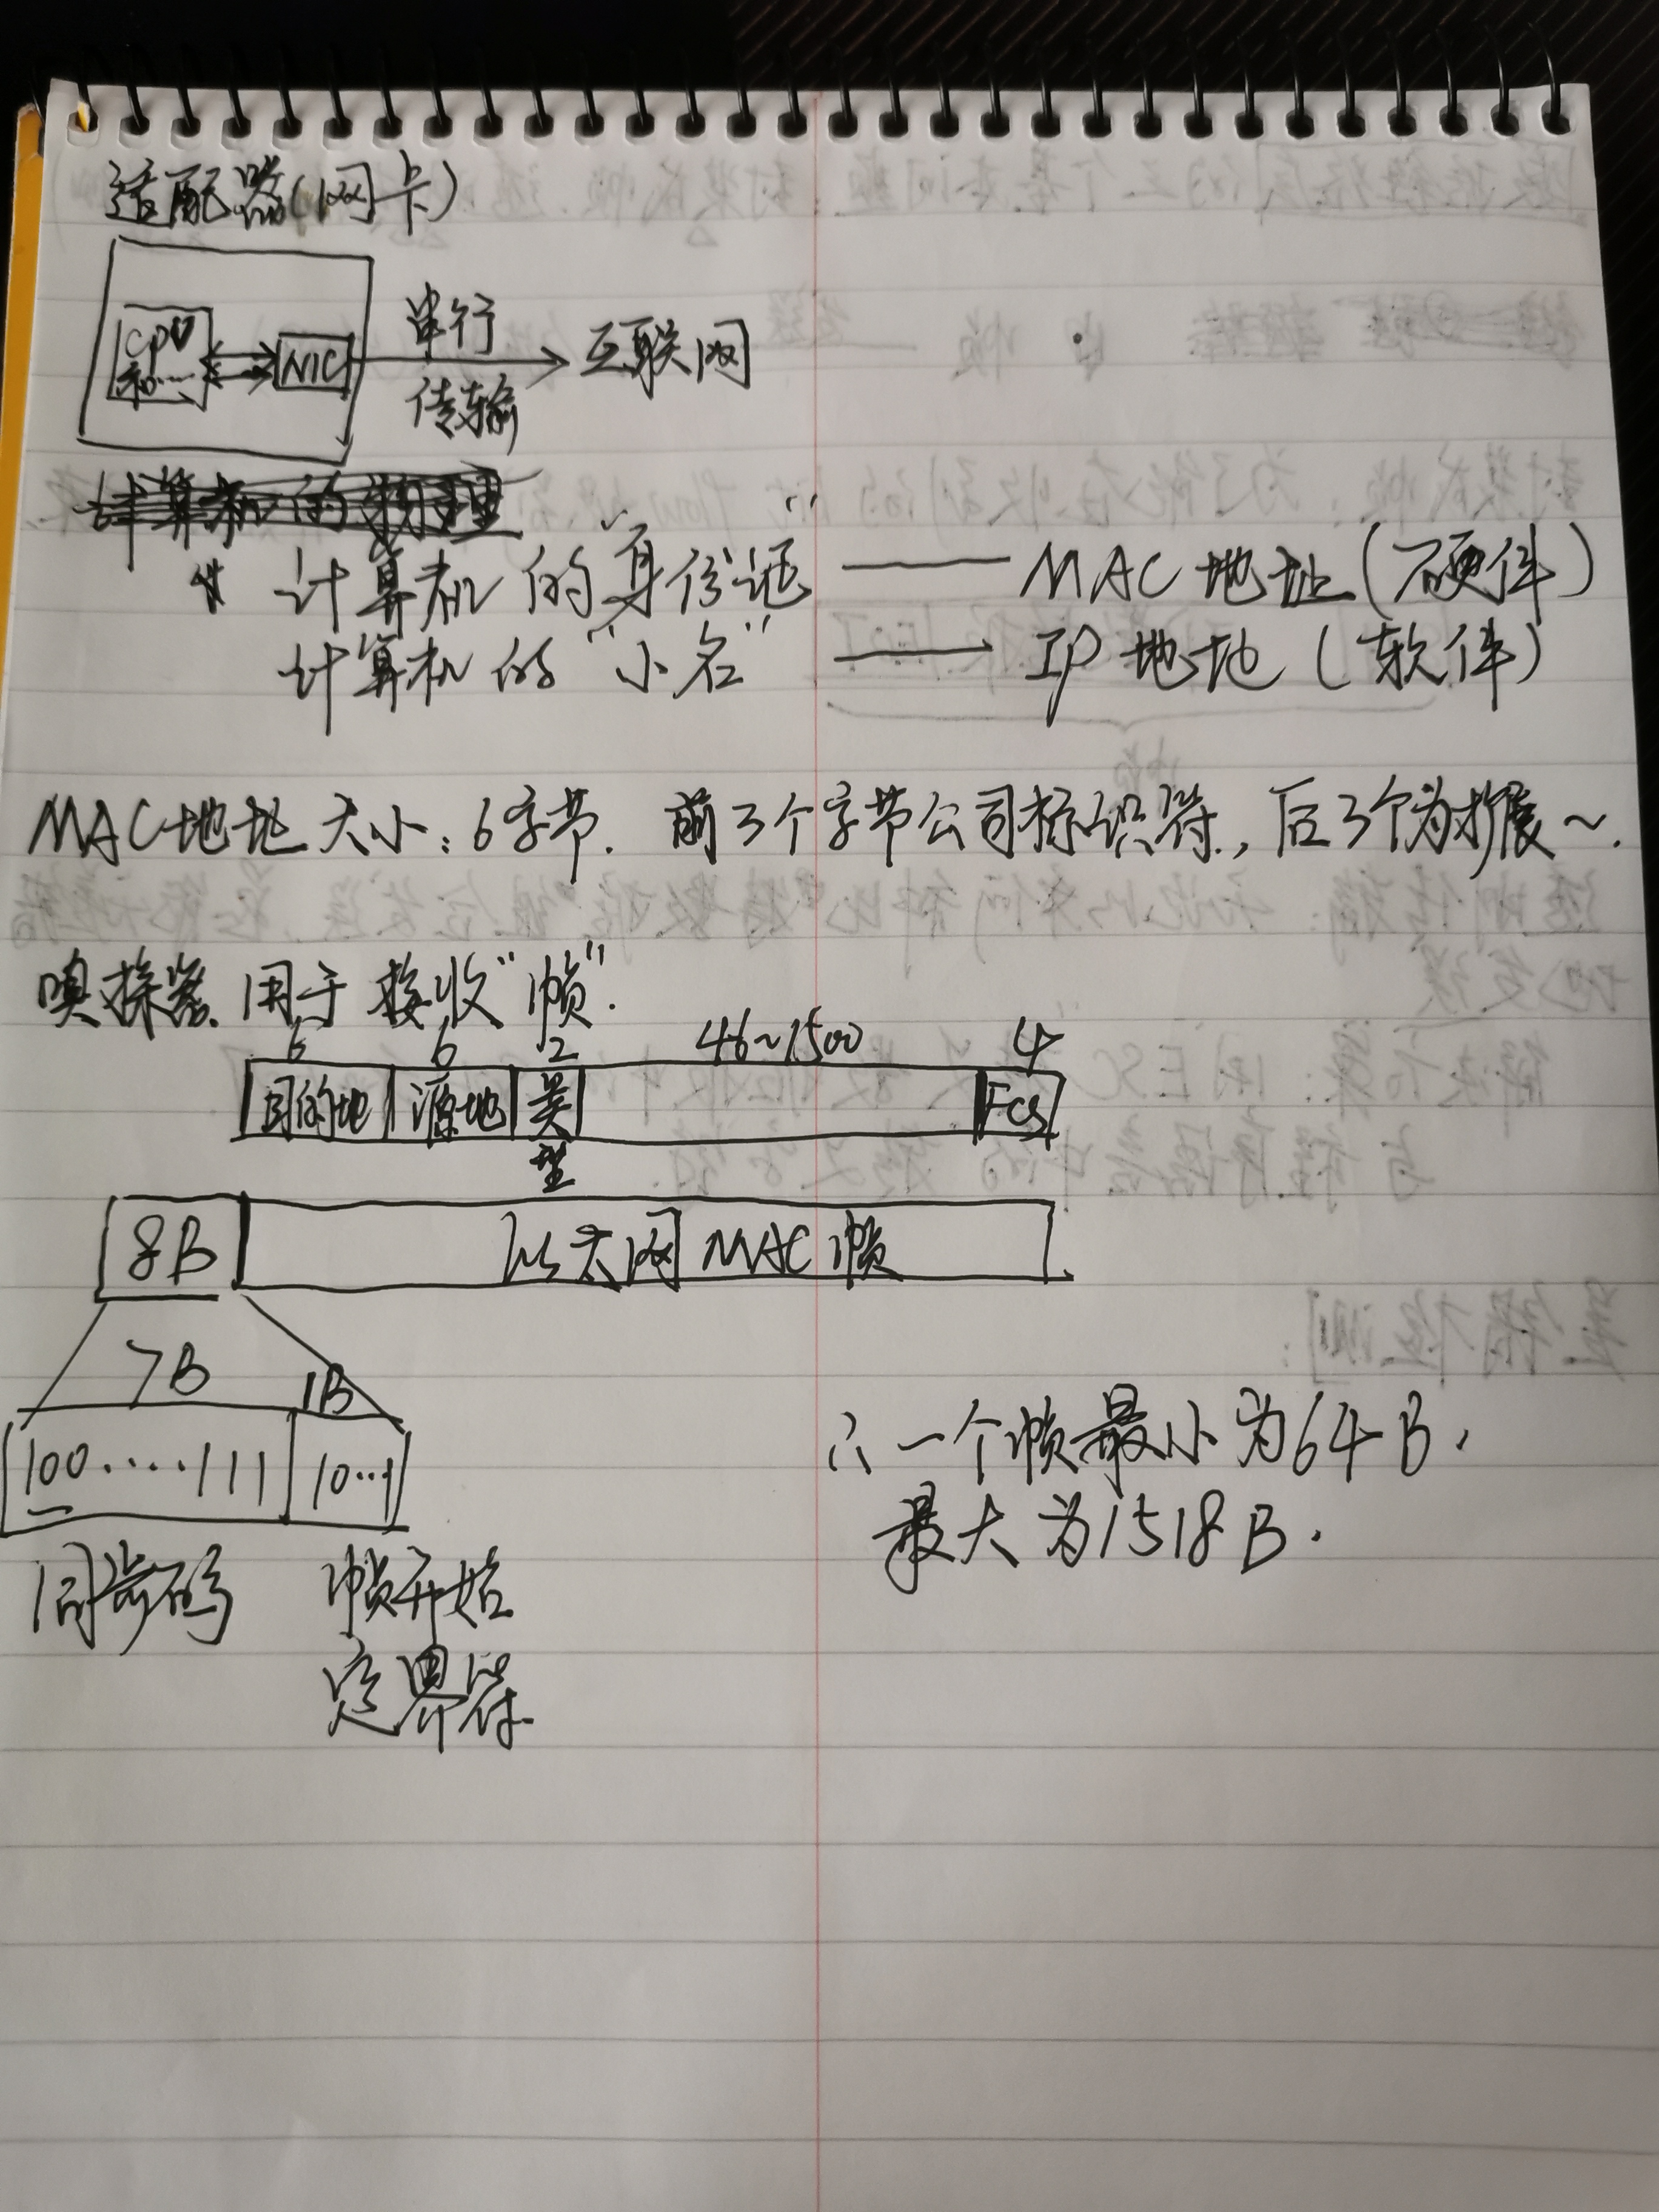 适配器(网卡)
CPU
和...
NIC
串行
传输
互联网
计算机的物理
计算机的"身份证" —— MAC地址(硬件)
计算机的"小名" —— IP地址(软件)
MAC地址大小:6字节. 前3个字节公司标识符,后3个为扩展~.
嗅探器 用于接收"帧".
6 6 2 46~1500 4
目的地 源地 类型 FCS
8B 以太网MAC帧
7B 1B
100.....111 10...1
∴一个帧最小为64B,
最大为1518B.
同步码 帧开始
定界符